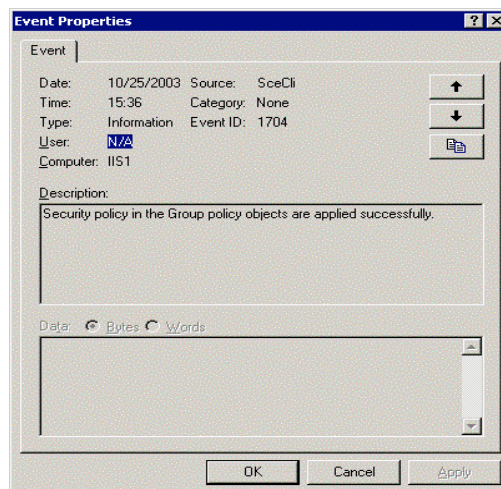 Event Properties
Event
Date: 10/25/2003 Source: SceCli
Time: 15:36 Category: None
Type: Information Event ID: 1704
User: N/A
Computer: IIS1
Description:
Security policy in the Group policy objects are applied successfully.
Data: Bytes Words
OK Cancel Apply